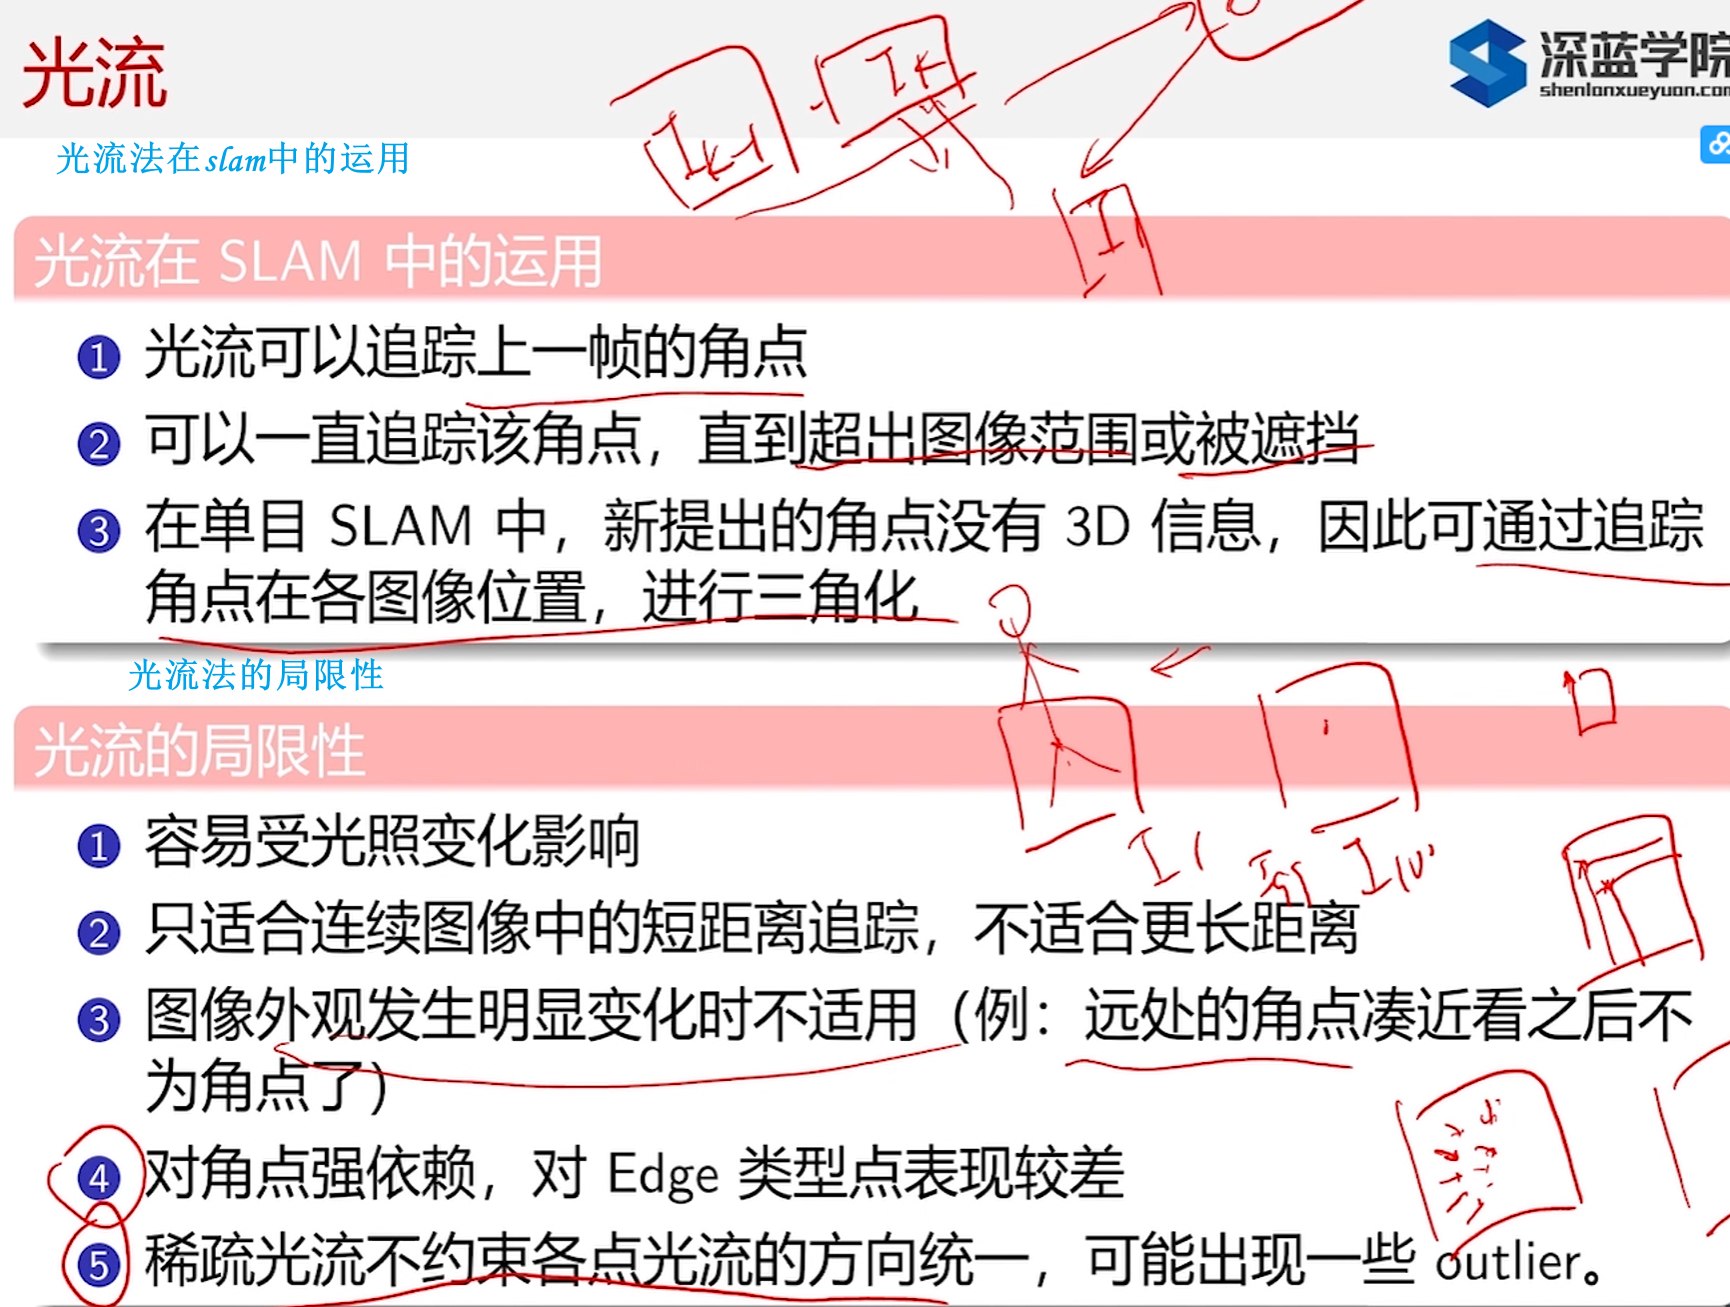 光流
深蓝学院
shenlanxueyuan.com
I K-1
I K
I 1
光流法在slam中的运用
光流在 SLAM 中的运用
1 光流可以追踪上一帧的角点
2 可以一直追踪该角点，直到超出图像范围或被遮挡
3 在单目 SLAM 中，新提出的角点没有 3D 信息，因此可通过追踪
角点在各图像位置，进行三角化
光流法的局限性
光流的局限性
1 容易受光照变化影响
I 1
2 只适合连续图像中的短距离追踪，不适合更长距离
3 图像外观发生明显变化时不适用（例：远处的角点凑近看之后不
为角点了）
4 对角点强依赖，对 Edge 类型点表现较差
5 稀疏光流不约束各点光流的方向统一，可能出现一些 outlier。